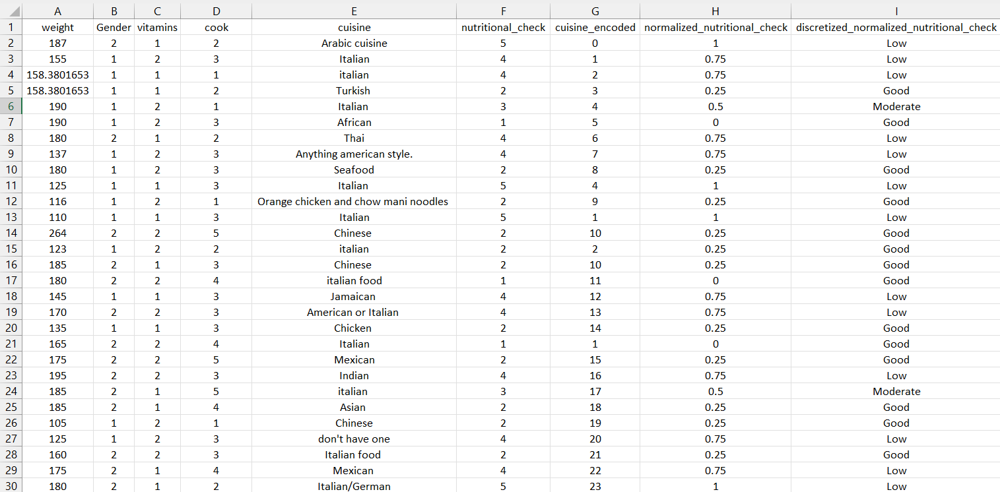 A B C D E F G H I
1 weight Gender vitamins cook cuisine nutritional_check cuisine_encoded normalized_nutritional_check discretized_normalized_nutritional_check
2 187 2 1 2 Arabic cuisine 5 0 1 Low
3 155 1 2 3 Italian 4 1 0.75 Low
4 158.3801653 1 1 1 italian 4 2 0.75 Low
5 158.3801653 1 1 2 Turkish 2 3 0.25 Good
6 190 1 2 1 Italian 3 4 0.5 Moderate
7 190 1 2 3 African 1 5 0 Good
8 180 2 1 2 Thai 4 6 0.75 Low
9 137 1 2 3 Anything american style. 4 7 0.75 Low
10 180 1 2 3 Seafood 2 8 0.25 Good
11 125 1 1 3 Italian 5 4 1 Low
12 116 1 2 1 Orange chicken and chow mani noodles 2 9 0.25 Good
13 110 1 1 3 Italian 5 1 1 Low
14 264 2 2 5 Chinese 2 10 0.25 Good
15 123 1 2 2 italian 2 2 0.25 Good
16 185 2 1 3 Chinese 2 10 0.25 Good
17 180 2 2 4 italian food 1 11 0 Good
18 145 1 1 3 Jamaican 4 12 0.75 Low
19 170 2 2 3 American or Italian 4 13 0.75 Low
20 135 1 1 3 Chicken 2 14 0.25 Good
21 165 2 2 4 Italian 1 1 0 Good
22 175 2 2 5 Mexican 2 15 0.25 Good
23 195 2 2 3 Indian 4 16 0.75 Low
24 185 2 1 5 italian 3 17 0.5 Moderate
25 185 2 1 4 Asian 2 18 0.25 Good
26 105 1 2 1 Chinese 2 19 0.25 Good
27 125 1 2 3 don't have one 4 20 0.75 Low
28 160 2 2 3 Italian food 2 21 0.25 Good
29 175 2 1 4 Mexican 4 22 0.75 Low
30 180 2 1 2 Italian/German 5 23 1 Low